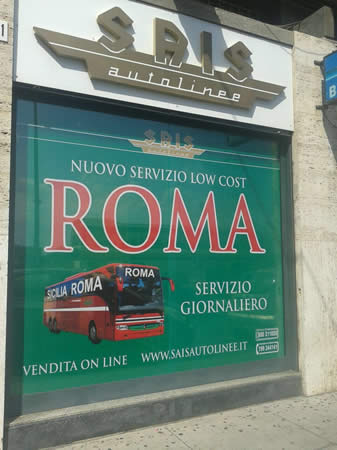 SAIS
autolinee
SAIS
NUOVO SERVIZIO LOW COST
ROMA
SICILIA ROMA
ROMA
SERVIZIO
GIORNALIERO
VENDITA ON LINE WWW.SAISAUTOLINEE.IT